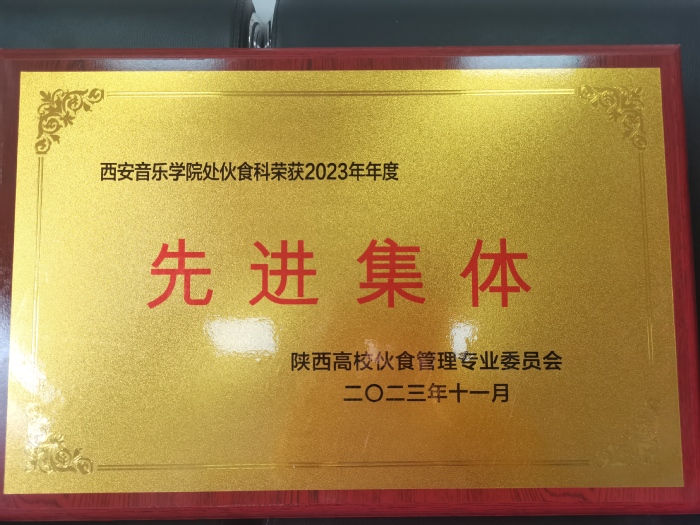 西安音乐学院处伙食科荣获2023年年度
先进集体
陕西高校伙食管理专业委员会
二〇二三年十一月